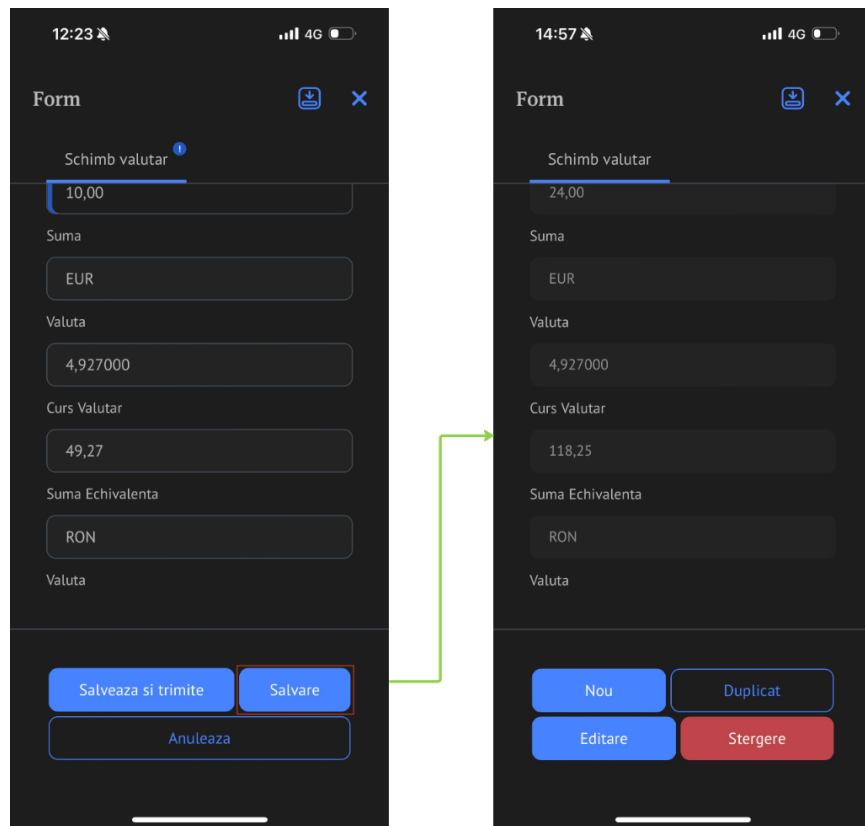 12:23 4G
Form
Schimb valutar !
10,00
Suma
EUR
Valuta
4,927000
Curs Valutar
49,27
Suma Echivalenta
RON
Valuta
Salveaza si trimite Salvare
Anuleaza
14:57 4G
Form
Schimb valutar
24,00
Suma
EUR
Valuta
4,927000
Curs Valutar
118,25
Suma Echivalenta
RON
Valuta
Nou Duplicat
Editare Stergere